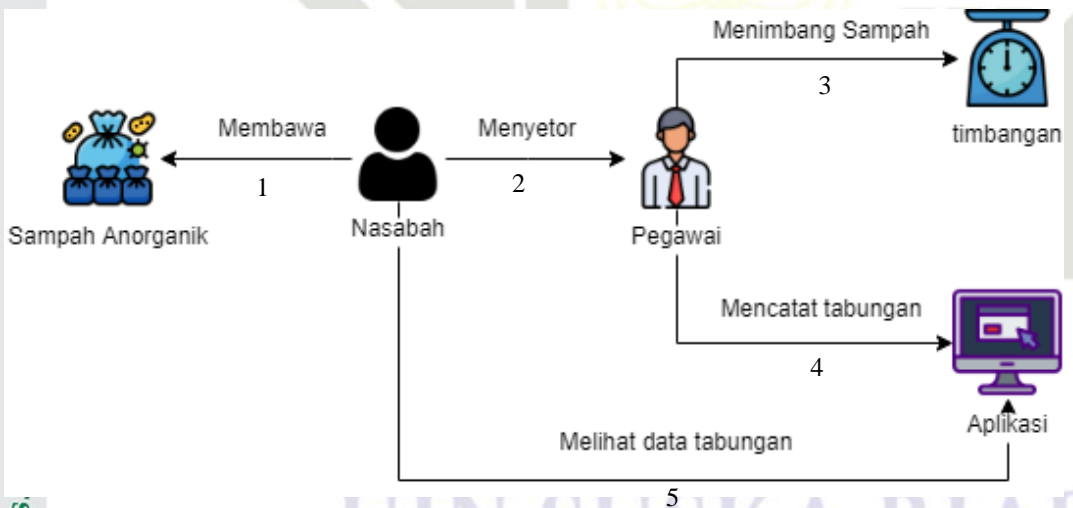 Menimbang Sampah
3
timbangan
Membawa
1
Menyetor
2
Sampah Anorganik
Nasabah
Pegawai
Mencatat tabungan
4
Aplikasi
Melihat data tabungan
5